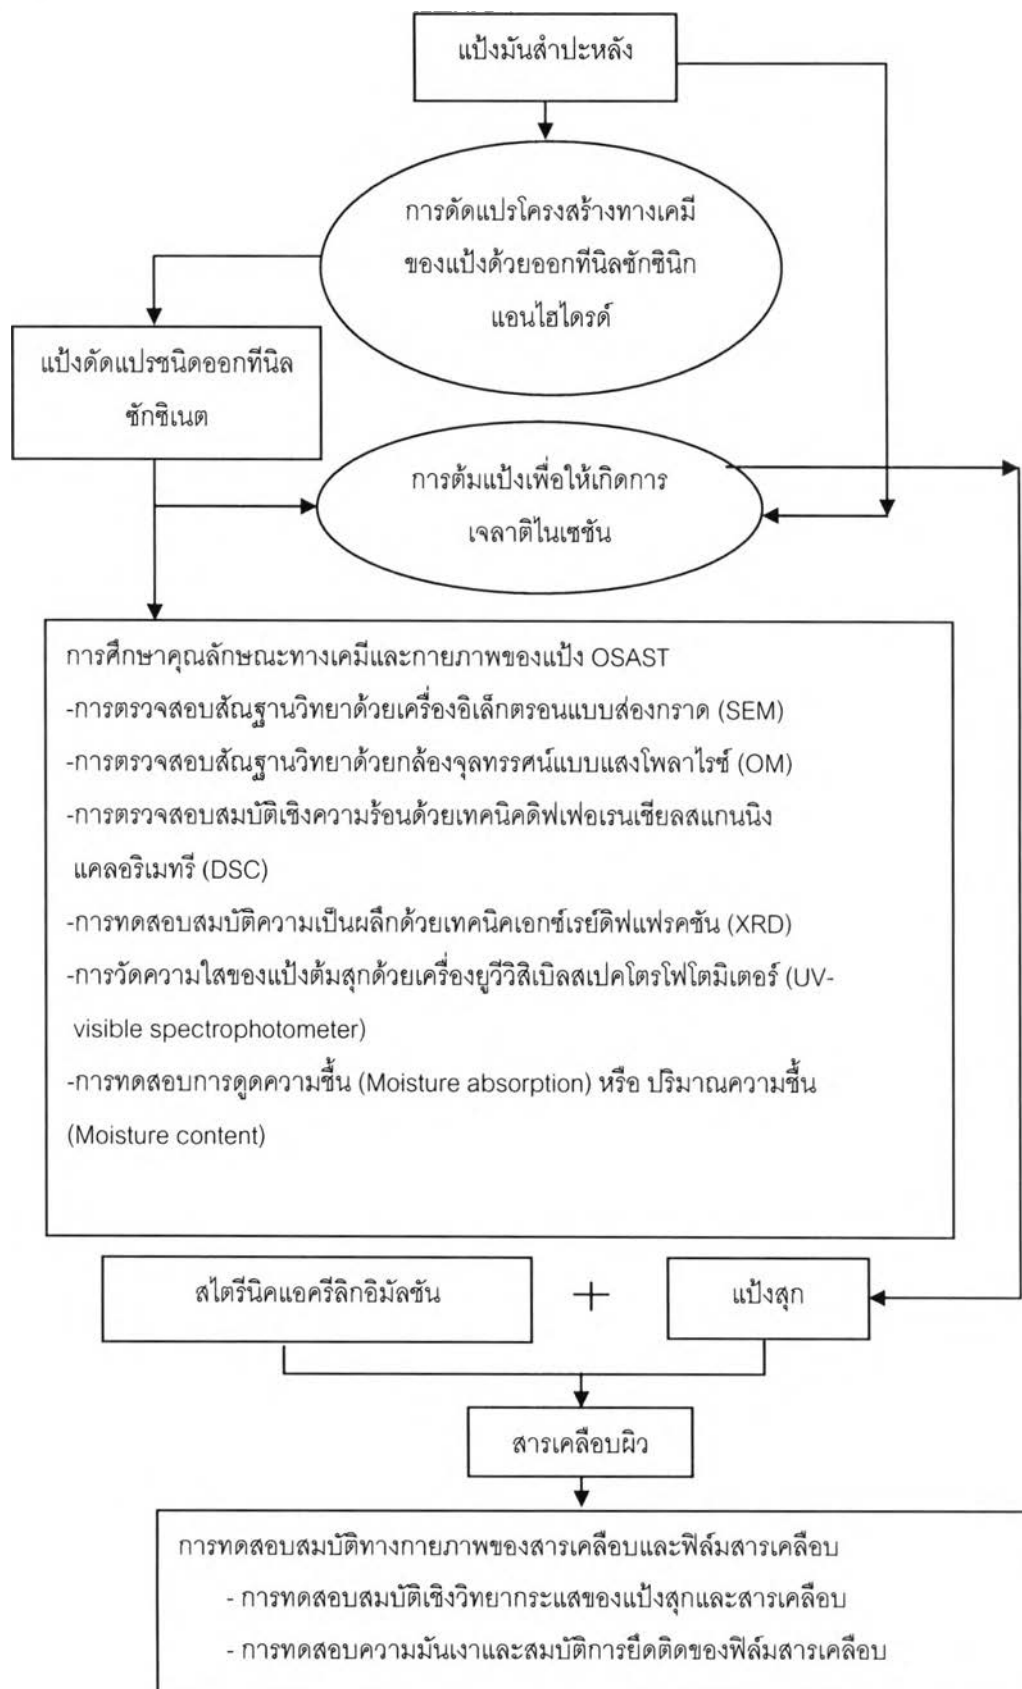 แป้งมันสำปะหลัง
การดัดแปรโครงสร้างทางเคมี
ของแป้งด้วยออกทีนิลซักซินิก
แอนไฮไดรด์
แป้งดัดแปรชนิดออกทีนิล
ซักซิเนต
การต้มแป้งเพื่อให้เกิดการ
เจลาติไนเซชัน
การศึกษาคุณลักษณะทางเคมีและกายภาพของแป้ง OSAST
-การตรวจสอบสัณฐานวิทยาด้วยเครื่องอิเล็กตรอนแบบส่องกราด (SEM)
-การตรวจสอบสัณฐานวิทยาด้วยกล้องจุลทรรศน์แบบแสงโพลาไรซ์ (OM)
-การตรวจสอบสมบัติเชิงความร้อนด้วยเทคนิคดิฟเฟอเรนเชียลสแกนนิง
แคลอริเมทรี (DSC)
-การทดสอบสมบัติความเป็นผลึกด้วยเทคนิคเอกซ์เรย์ดิฟแฟรคชัน (XRD)
-การวัดความใสของแป้งต้มสุกด้วยเครื่องยูวีวิสิเบิลสเปคโตรโฟโตมิเตอร์ (UV-
visible spectrophotometer)
-การทดสอบการดูดความชื้น (Moisture absorption) หรือ ปริมาณความชื้น
(Moisture content)
สไตรีนิคแอครีลิกอิมัลชัน
+
แป้งสุก
สารเคลือบผิว
การทดสอบสมบัติทางกายภาพของสารเคลือบและฟิล์มสารเคลือบ
- การทดสอบสมบัติเชิงวิทยากระแสของแป้งสุกและสารเคลือบ
- การทดสอบความมันเงาและสมบัติการยึดติดของฟิล์มสารเคลือบ